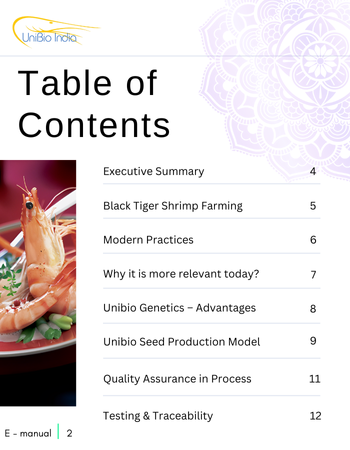 UniBio India
Table of
Contents
Executive Summary 4
Black Tiger Shrimp Farming 5
Modern Practices 6
Why it is more relevant today? 7
Unibio Genetics – Advantages 8
Unibio Seed Production Model 9
Quality Assurance in Process 11
Testing & Traceability 12
E - manual 2